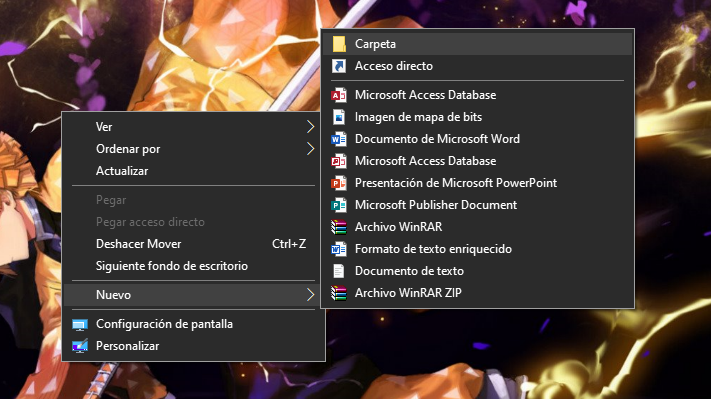 Ver
Ordenar por
Actualizar
Pegar
Pegar acceso directo
Deshacer Mover Ctrl+Z
Siguiente fondo de escritorio
Nuevo
Configuración de pantalla
Personalizar
Carpeta
Acceso directo
Microsoft Access Database
Imagen de mapa de bits
Documento de Microsoft Word
Microsoft Access Database
Presentación de Microsoft PowerPoint
Microsoft Publisher Document
Archivo WinRAR
Formato de texto enriquecido
Documento de texto
Archivo WinRAR ZIP